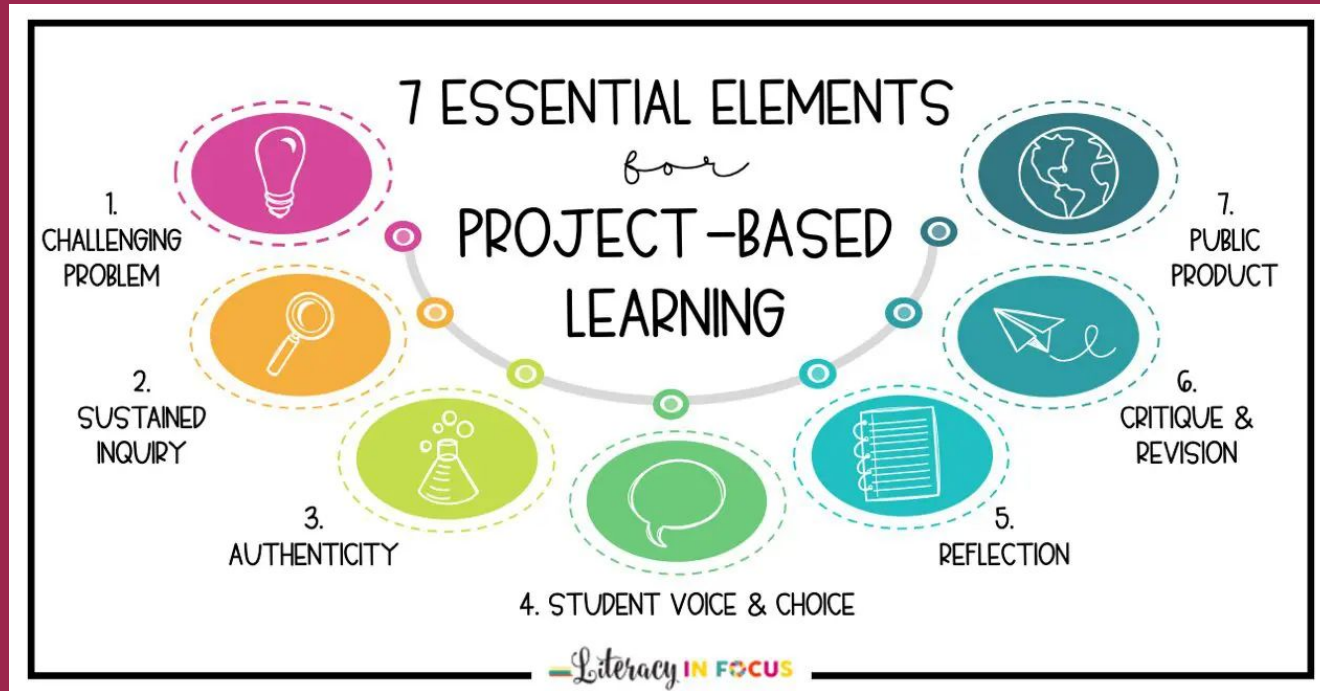 7 ESSENTIAL ELEMENTS
for
PROJECT-BASED
LEARNING
1.
CHALLENGING
PROBLEM
2.
SUSTAINED
INQUIRY
3.
AUTHENTICITY
4. STUDENT VOICE & CHOICE
5.
REFLECTION
6.
CRITIQUE &
REVISION
7.
PUBLIC
PRODUCT
Literacy IN FOCUS